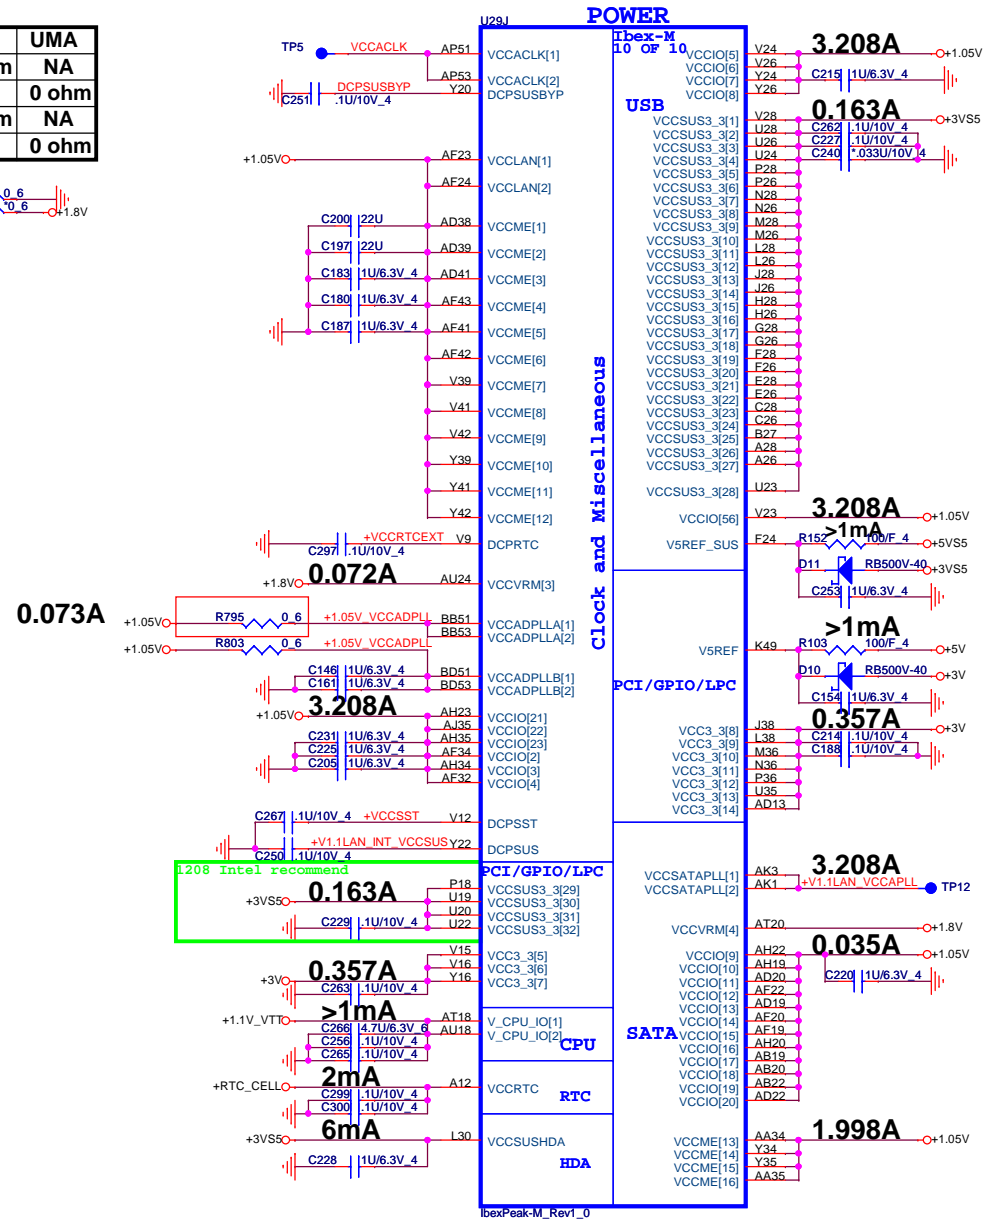 POWER
U29J
UMA
m NA
0 ohm
m NA
0 ohm
0_6
*0_6
+1.8V
Ibex-M
10 OF 10
USB
Clock and Miscellaneous
PCI/GPIO/LPC
SATA
TP5 VCCACLK AP51 VCCACLK[1]
AP53 VCCACLK[2]
C251 .1U/10V_4 DCPSUSBYP Y20 DCPSUSBYP
+1.05V AF23 VCCLAN[1]
AF24 VCCLAN[2]
C200 22U AD38 VCCME[1]
C197 22U AD39 VCCME[2]
C183 1U/6.3V_4 AD41 VCCME[3]
C180 1U/6.3V_4 AF43 VCCME[4]
C187 1U/6.3V_4 AF41 VCCME[5]
AF42 VCCME[6]
V39 VCCME[7]
V41 VCCME[8]
V42 VCCME[9]
Y39 VCCME[10]
Y41 VCCME[11]
Y42 VCCME[12]
+VCCRTCEXT V9 DCPRTC
C297 .1U/10V_4
+1.8V 0.072A AU24 VCCVRM[3]
0.073A
+1.05V R795 0_6 +1.05V_VCCADPLL BB51 VCCADPLLA[1]
BB53 VCCADPLLA[2]
+1.05V R803 0_6 +1.05V_VCCADPLL
C146 1U/6.3V_4 BD51 VCCADPLLB[1]
C161 1U/6.3V_4 BD53 VCCADPLLB[2]
+1.05V 3.208A AH23 VCCIO[21]
AJ35 VCCIO[22]
C231 1U/6.3V_4 AH35 VCCIO[23]
C225 1U/6.3V_4 AF34 VCCIO[2]
C205 1U/6.3V_4 AH34 VCCIO[3]
AF32 VCCIO[4]
C267 .1U/10V_4 +VCCSST V12 DCPSST
+V1.1LAN_INT_VCCSUS Y22 DCPSUS
C250 .1U/10V_4
1208 Intel recommend
PCI/GPIO/LPC
+3VS5 0.163A P18 VCCSUS3_3[29]
U19 VCCSUS3_3[30]
U20 VCCSUS3_3[31]
C229 .1U/10V_4 U22 VCCSUS3_3[32]
V15 VCC3_3[5]
V16 VCC3_3[6]
+3V 0.357A Y16 VCC3_3[7]
C263 .1U/10V_4
+1.1V_VTT >1mA AT18 V_CPU_IO[1]
C266 4.7U/6.3V_6 AU18 V_CPU_IO[2]
C256 .1U/10V_4
C265 .1U/10V_4
CPU
+RTC_CELL 2mA A12 VCCRTC
C299 .1U/10V_4
C300 .1U/10V_4
RTC
+3VS5 6mA L30 VCCSUSHDA
C228 1U/6.3V_4
HDA
VCCIO[5] V24 3.208A +1.05V
VCCIO[6] V26
VCCIO[7] Y24 C215 1U/6.3V_4
VCCIO[8] Y26
VCCSUS3_3[1] V28 0.163A +3VS5
VCCSUS3_3[2] U28 C262 .1U/10V_4
VCCSUS3_3[3] U26 C227 .1U/10V_4
VCCSUS3_3[4] U24 C240 *.033U/10V_4
VCCSUS3_3[5] P28
VCCSUS3_3[6] P26
VCCSUS3_3[7] N28
VCCSUS3_3[8] N26
VCCSUS3_3[9] M28
VCCSUS3_3[10] M26
VCCSUS3_3[11] L28
VCCSUS3_3[12] L26
VCCSUS3_3[13] J28
VCCSUS3_3[14] J26
VCCSUS3_3[15] H28
VCCSUS3_3[16] H26
VCCSUS3_3[17] G28
VCCSUS3_3[18] G26
VCCSUS3_3[19] F28
VCCSUS3_3[20] F26
VCCSUS3_3[21] E28
VCCSUS3_3[22] E26
VCCSUS3_3[23] C28
VCCSUS3_3[24] C26
VCCSUS3_3[25] B27
VCCSUS3_3[26] A28
VCCSUS3_3[27] A26
VCCSUS3_3[28] U23
VCCIO[56] V23 3.208A +1.05V
>1mA
V5REF_SUS F24 R152 100/F_4 +5VS5
D11 RB500V-40 +3VS5
C253 1U/6.3V_4
>1mA
V5REF K49 R103 100/F_4 +5V
D10 RB500V-40 +3V
C154 1U/6.3V_4
VCC3_3[8] J38 0.357A +3V
VCC3_3[9] L38 C214 .1U/10V_4
VCC3_3[10] M36 C188 .1U/10V_4
VCC3_3[11] N36
VCC3_3[12] P36
VCC3_3[13] U35
VCC3_3[14] AD13
VCCSATAPLL[1] AK3 3.208A
VCCSATAPLL[2] AK1 +V1.1LAN_VCCAPLL TP12
VCCVRM[4] AT20 +1.8V
VCCIO[9] AH22 0.035A +1.05V
VCCIO[10] AH19
VCCIO[11] AD20 C220 1U/6.3V_4
VCCIO[12] AF22
VCCIO[13] AD19
VCCIO[14] AF20
VCCIO[15] AF19
VCCIO[16] AH20
VCCIO[17] AB19
VCCIO[18] AB20
VCCIO[19] AB22
VCCIO[20] AD22
VCCME[13] AA34 1.998A +1.05V
VCCME[14] Y34
VCCME[15] Y35
VCCME[16] AA35
IbexPeak-M_Rev1_0